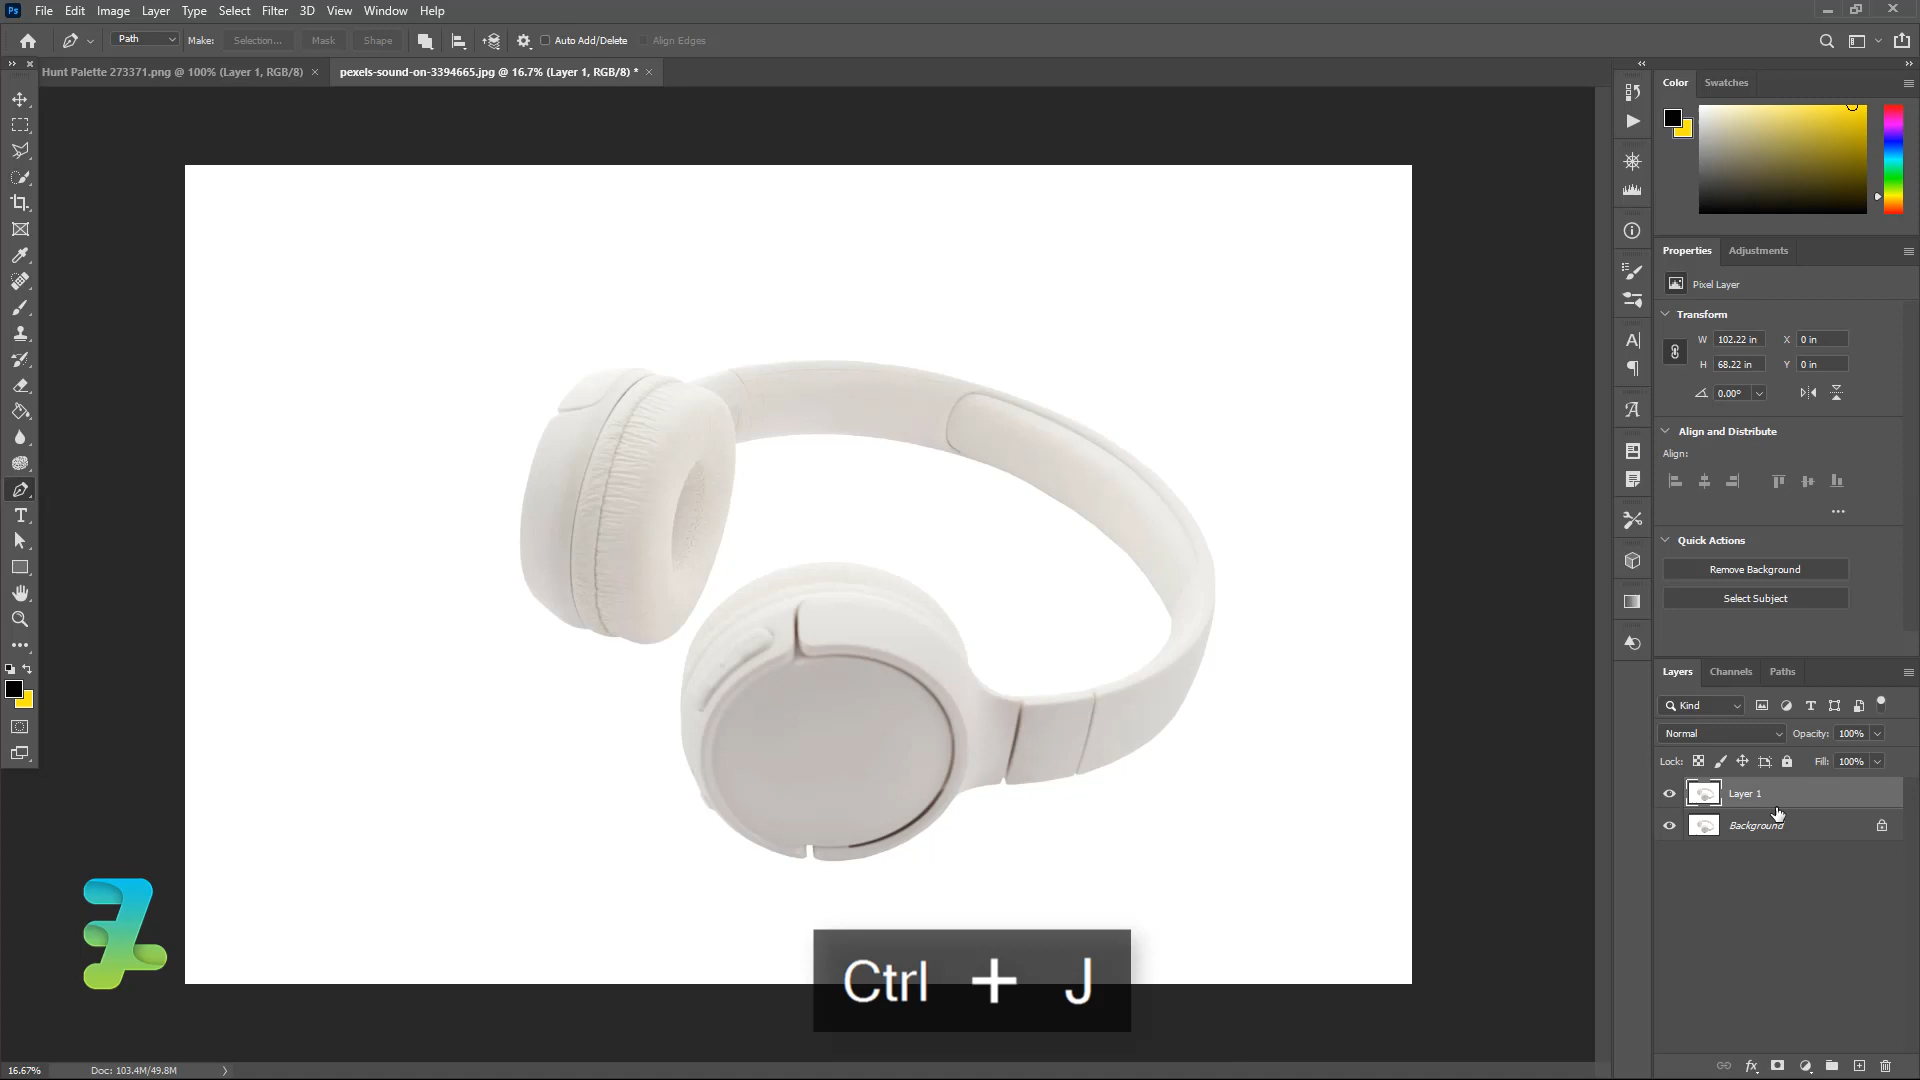 Ps File Edit Image Layer Type Select Filter 3D View Window Help
Path Make: Selection... Mask Shape Auto Add/Delete Align Edges
Hunt Palette 273371.png @ 100% (Layer 1, RGB/8) ×
pexels-sound-on-3394665.jpg @ 16.7% (Layer 1, RGB/8) * ×
Color Swatches
Properties Adjustments
Pixel Layer
Transform
W 102.22 in X 0 in
H 68.22 in Y 0 in
0.00°
Align and Distribute
Align:
Quick Actions
Remove Background
Select Subject
Layers Channels Paths
Kind
Normal Opacity: 100%
Lock: Fill: 100%
Layer 1
Background
Ctrl + J
16.67% Doc: 103.4M/49.8M